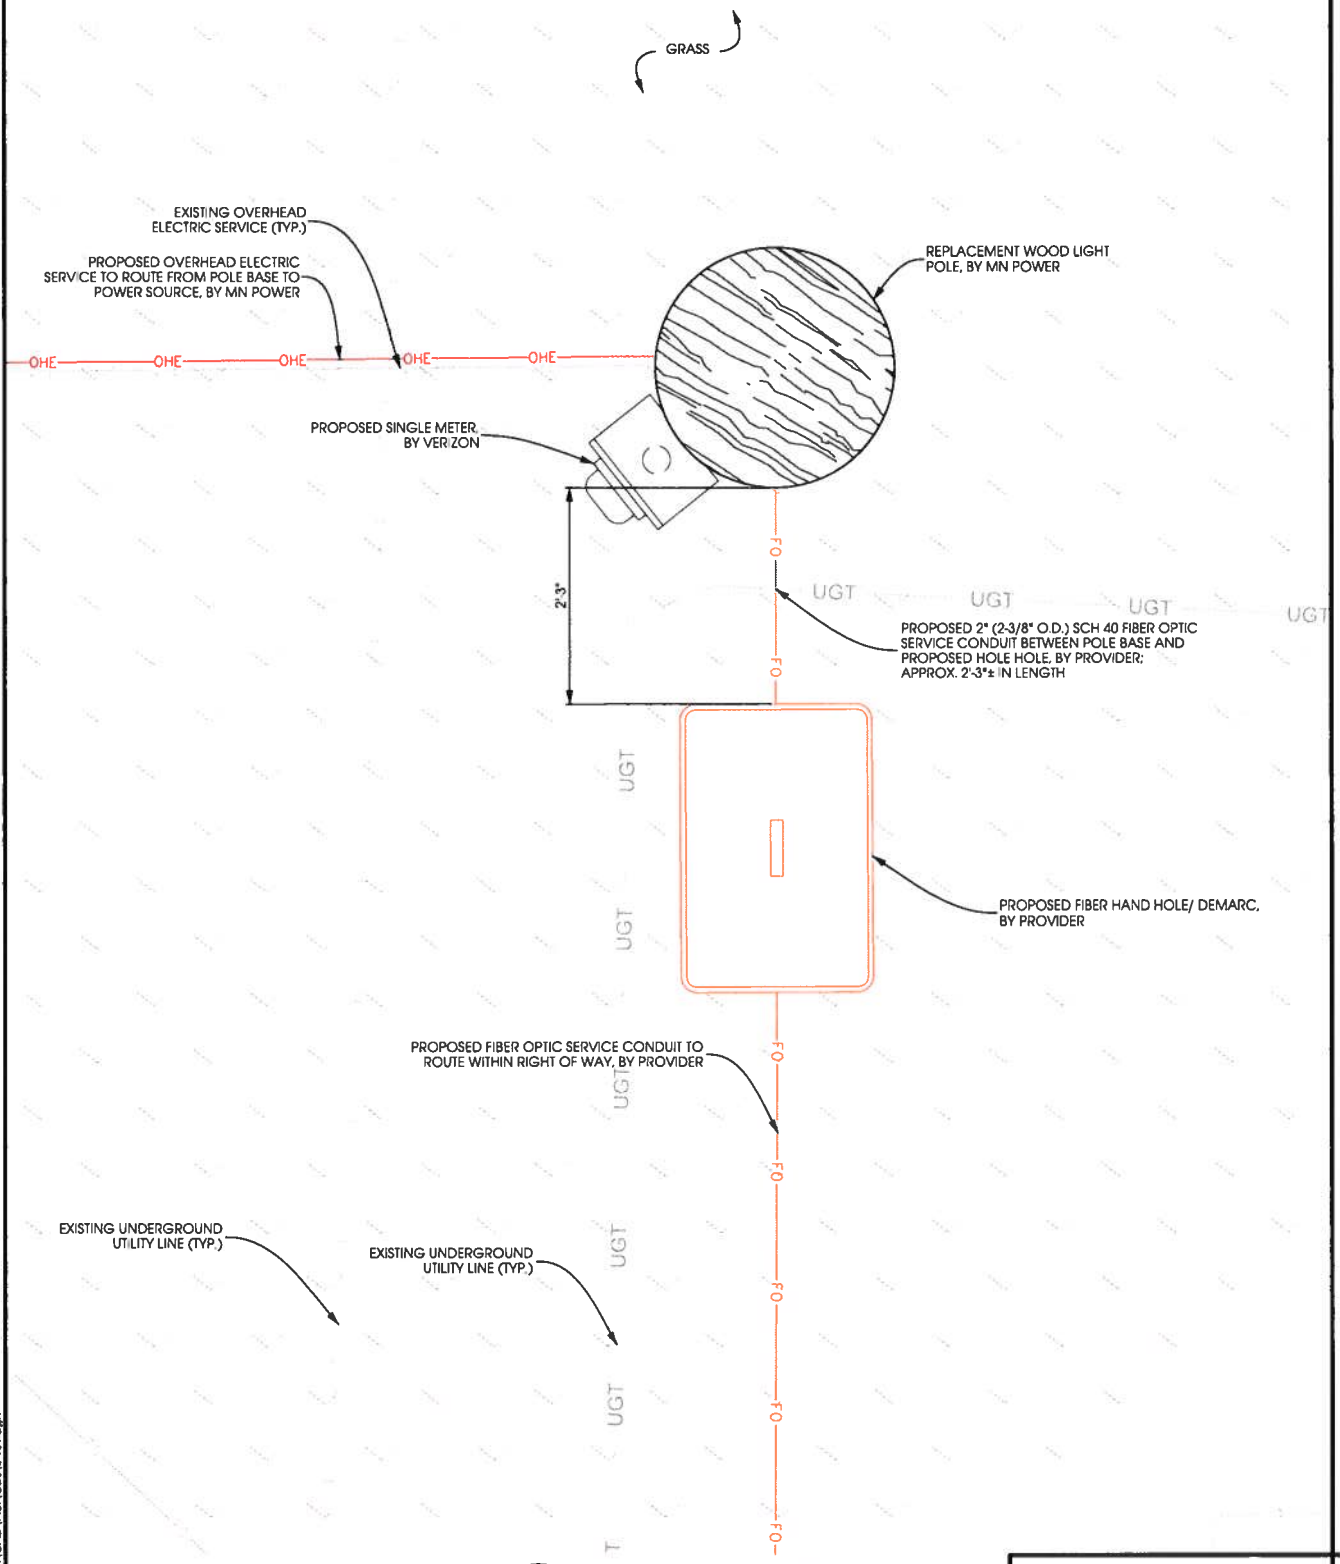 GRASS
EXISTING OVERHEAD
ELECTRIC SERVICE (TYP.)
PROPOSED OVERHEAD ELECTRIC
SERVICE TO ROUTE FROM POLE BASE TO
POWER SOURCE, BY MN POWER
REPLACEMENT WOOD LIGHT
POLE, BY MN POWER
OHE
OHE
OHE
OHE
OHE
PROPOSED SINGLE METER,
BY VERIZON
FO
2'-3"
UGT
UGT
UGT
UGT
PROPOSED 2" (2-3/8" O.D.) SCH 40 FIBER OPTIC
SERVICE CONDUIT BETWEEN POLE BASE AND
PROPOSED HOLE HOLE, BY PROVIDER;
APPROX. 2'-3"± IN LENGTH
FO
UGT
PROPOSED FIBER HAND HOLE/ DEMARC,
BY PROVIDER
UGT
PROPOSED FIBER OPTIC SERVICE CONDUIT TO
ROUTE WITHIN RIGHT OF WAY, BY PROVIDER
FO
UGT
FO
EXISTING UNDERGROUND
UTILITY LINE (TYP.)
EXISTING UNDERGROUND
UTILITY LINE (TYP.)
UGT
FO
UGT
FO
FO
T